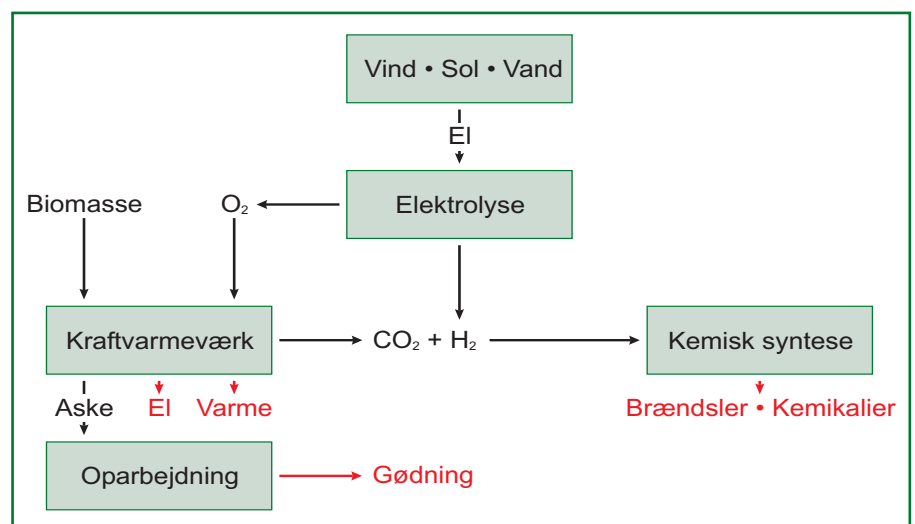 Vind • Sol • Vand
El
Elektrolyse
Biomasse
O₂
Kraftvarmeværk
CO₂ + H₂
Kemisk syntese
Aske
El
Varme
Brændsler • Kemikalier
Oparbejdning
Gødning